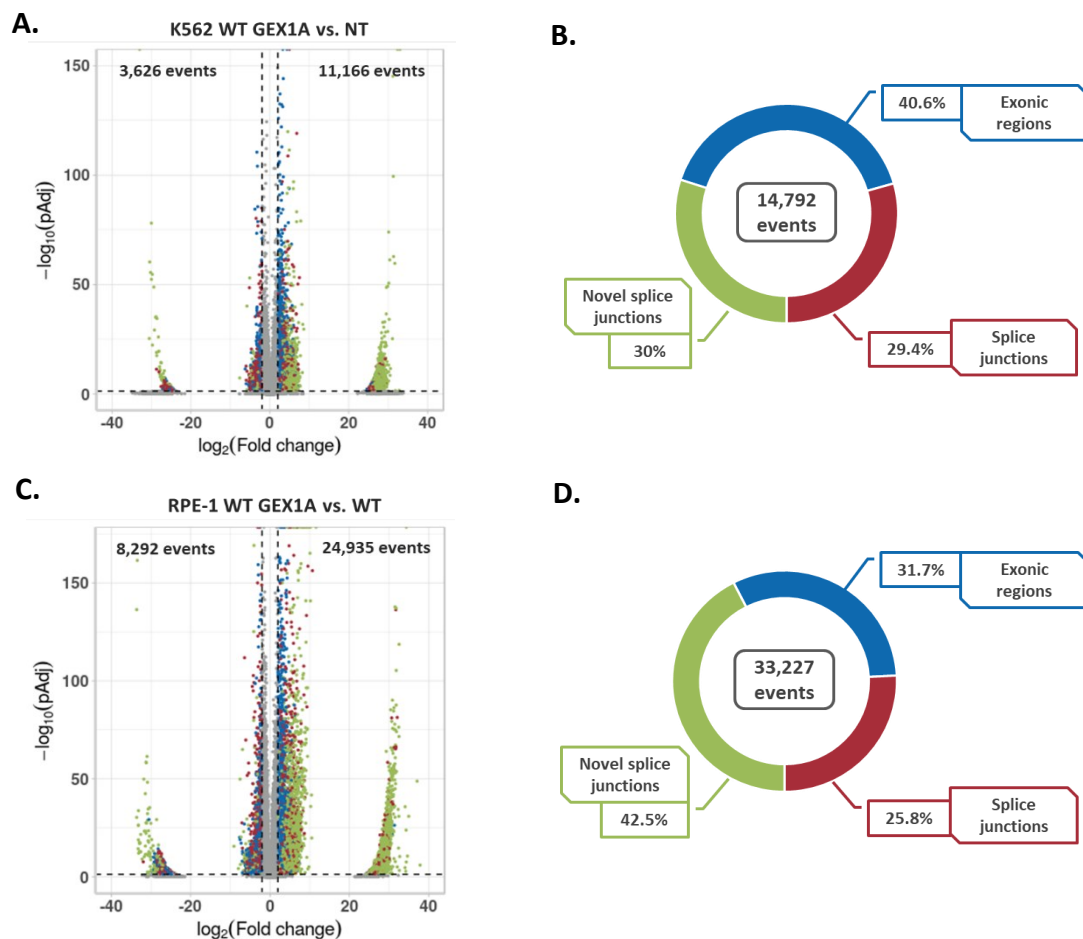 A.
K562 WT GEX1A vs. NT
3,626 events
11,166 events
150
100
50
0
−log10(pAdj)
-40
-20
0
20
40
log2(Fold change)
B.
40.6%
Exonic
regions
14,792
events
Novel splice
junctions
30%
29.4%
Splice
junctions
C.
RPE-1 WT GEX1A vs. WT
8,292 events
24,935 events
150
100
50
0
−log10(pAdj)
-40
-20
0
20
40
log2(Fold change)
D.
31.7%
Exonic
regions
33,227
events
Novel splice
junctions
42.5%
25.8%
Splice
junctions